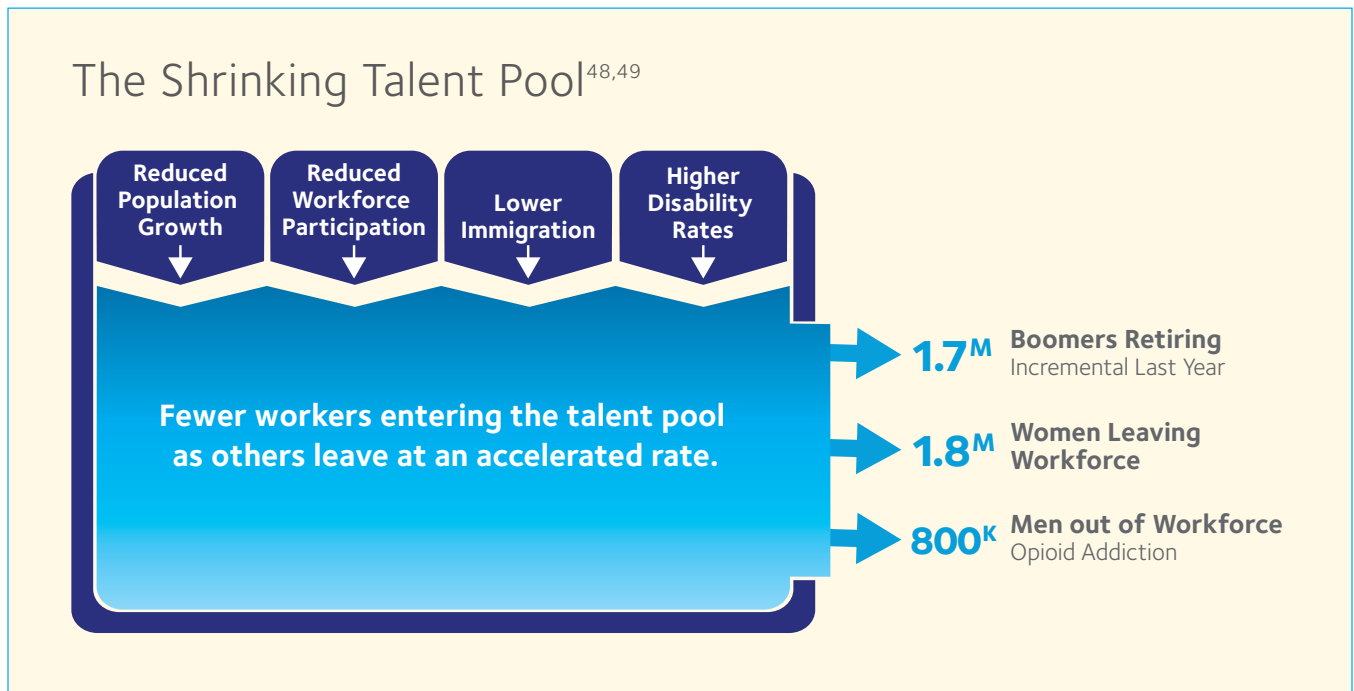 The Shrinking Talent Pool48,49
Reduced
Population
Growth
Reduced
Workforce
Participation
Lower
Immigration
Higher
Disability
Rates
Fewer workers entering the talent pool
as others leave at an accelerated rate.
1.7M
Boomers Retiring
Incremental Last Year
1.8M
Women Leaving
Workforce
800K
Men out of Workforce
Opioid Addiction